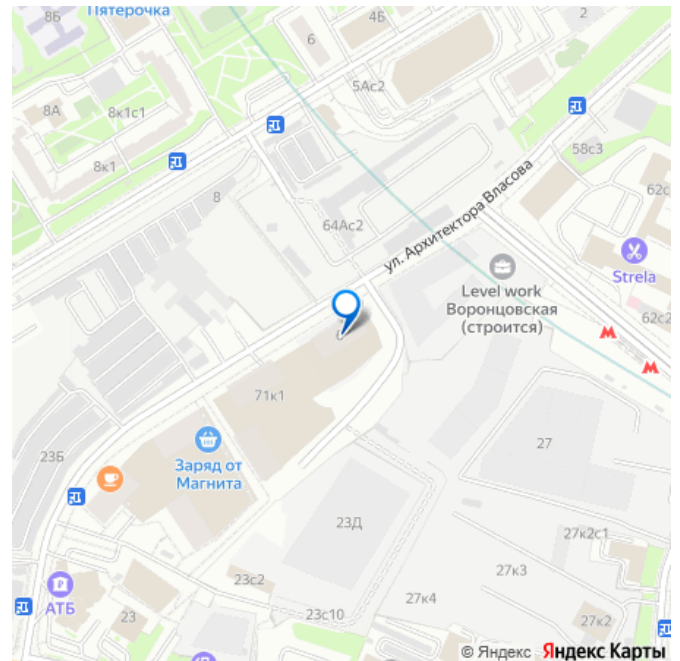 8Б
Пятерочка
4Б
2
6
5Ас2
8А
8к1с1
58с3
8к1
62с
8
64Ас2
ул. Архитектора Власова
Level work
Воронцовская
(строится)
Strela
62с2
71к1
27
23Б
Заряд от
Магнита
23Д
27к2с1
27к3
23с2
АТБ
27к4
23
23с10
27к2
© Яндекс Яндекс Карты